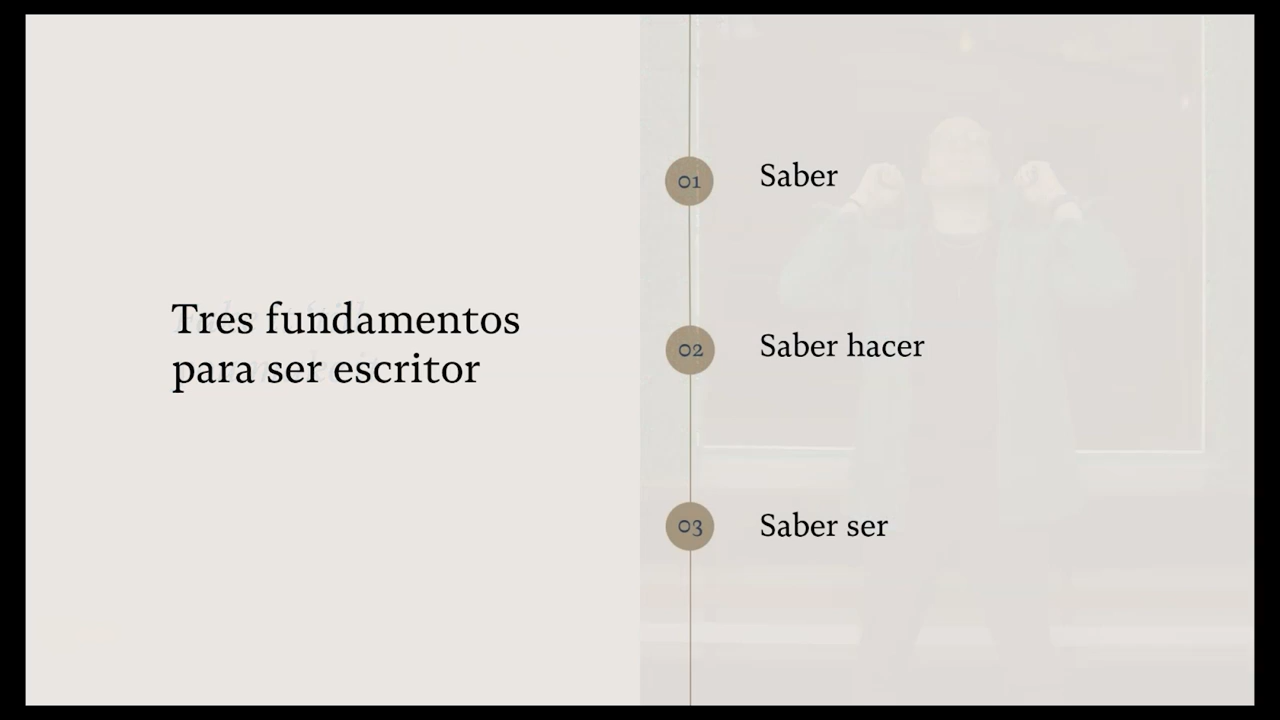 Tres fundamentos
para ser escritor
01 Saber
02 Saber hacer
03 Saber ser